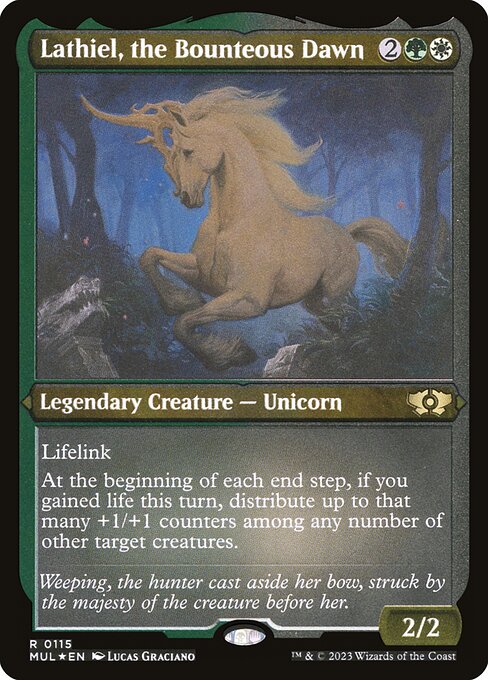 Lathiel, the Bounteous Dawn 2
Legendary Creature — Unicorn
Lifelink
At the beginning of each end step, if you
gained life this turn, distribute up to that
many +1/+1 counters among any number of
other target creatures.
Weeping, the hunter cast aside her bow, struck by
the majesty of the creature before her.
2/2
R 0115
MUL★EN Lucas Graciano
™ & © 2023 Wizards of the Coast